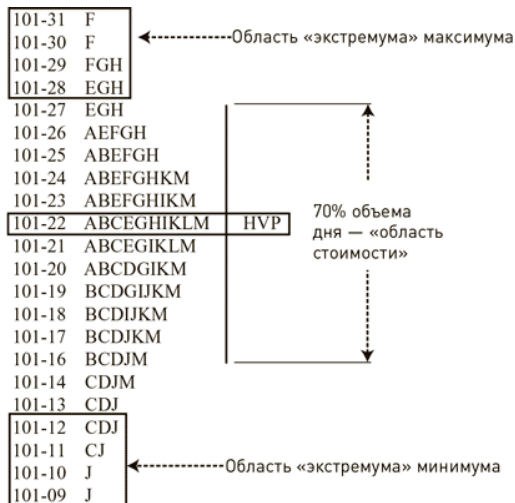 101-31 F
101-30 F
Область «экстремума» максимума
101-29 FGH
101-28 EGH
101-27 EGH
101-26 AEFGH
101-25 ABEFGH
101-24 ABEFGHKM
101-23 ABEFGHIKM
101-22 ABCEGHIKLM HVP
70% объема
дня — «область
стоимости»
101-21 ABCEGIKLM
101-20 ABCDGIKM
101-19 BCDGIJKM
101-18 BCDIJKM
101-17 BCDJKM
101-16 BCDJM
101-14 CDJM
101-13 CDJ
101-12 CDJ
101-11 CJ
101-10 J
Область «экстремума» минимума
101-09 J